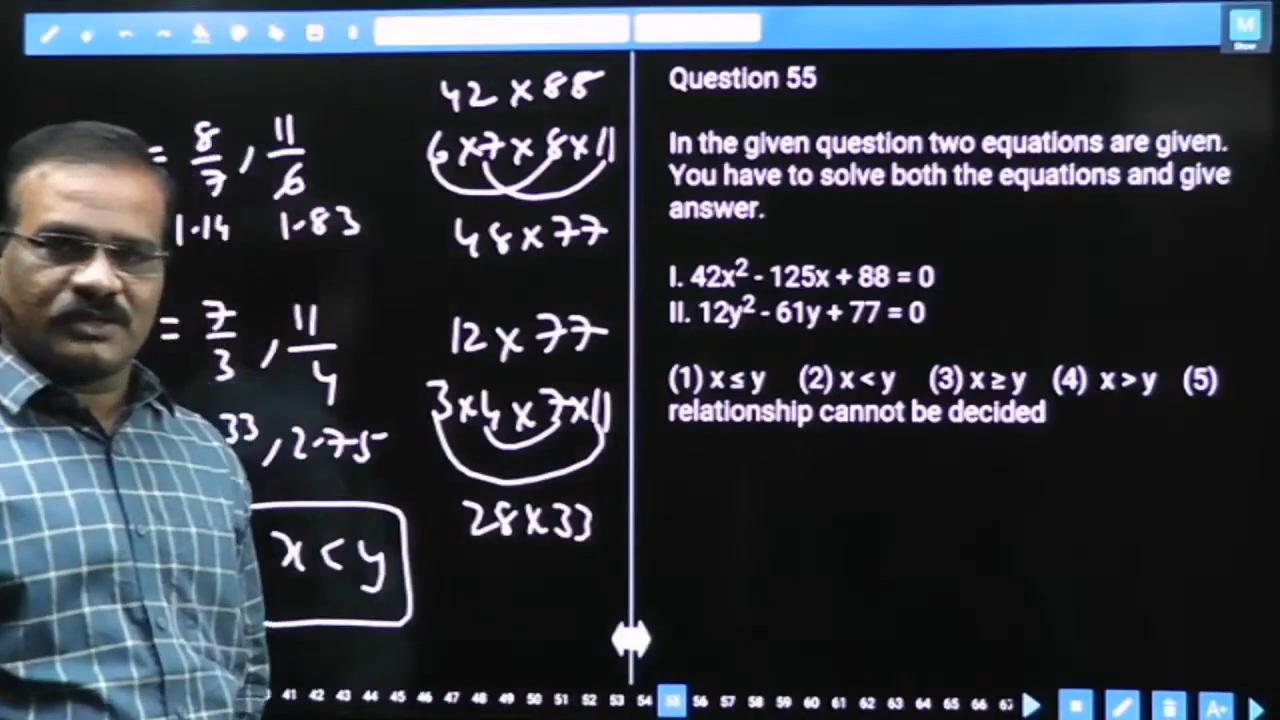 M
Show
= 8/7 , 11/6
1.14 1.83
= 7/3 , 11/4
33 , 2.75
x < y
42 x 88
6 x 7 x 8 x 11
48 x 77
12 x 77
3 x 4 x 7 x 11
28 x 33
Question 55
In the given question two equations are given.
You have to solve both the equations and give
answer.
I. 42x² - 125x + 88 = 0
II. 12y² - 61y + 77 = 0
(1) x ≤ y (2) x < y (3) x ≥ y (4) x > y (5)
relationship cannot be decided
41 42 43 44 45 46 47 48 49 50 51 52 53 54 55 56 57 58 59 60 61 62 63 64 65 66 A+